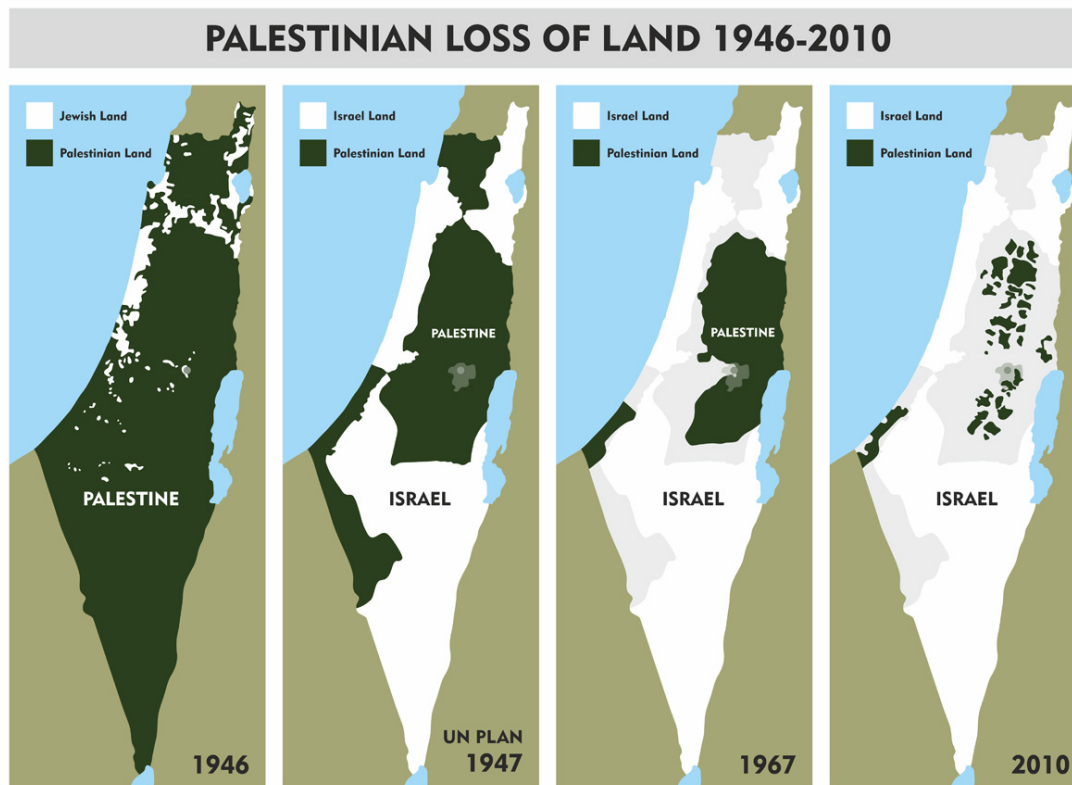 PALESTINIAN LOSS OF LAND 1946-2010
Jewish Land
Palestinian Land
PALESTINE
1946
Israel Land
Palestinian Land
PALESTINE
ISRAEL
UN PLAN
1947
Israel Land
Palestinian Land
PALESTINE
ISRAEL
1967
Israel Land
Palestinian Land
ISRAEL
2010